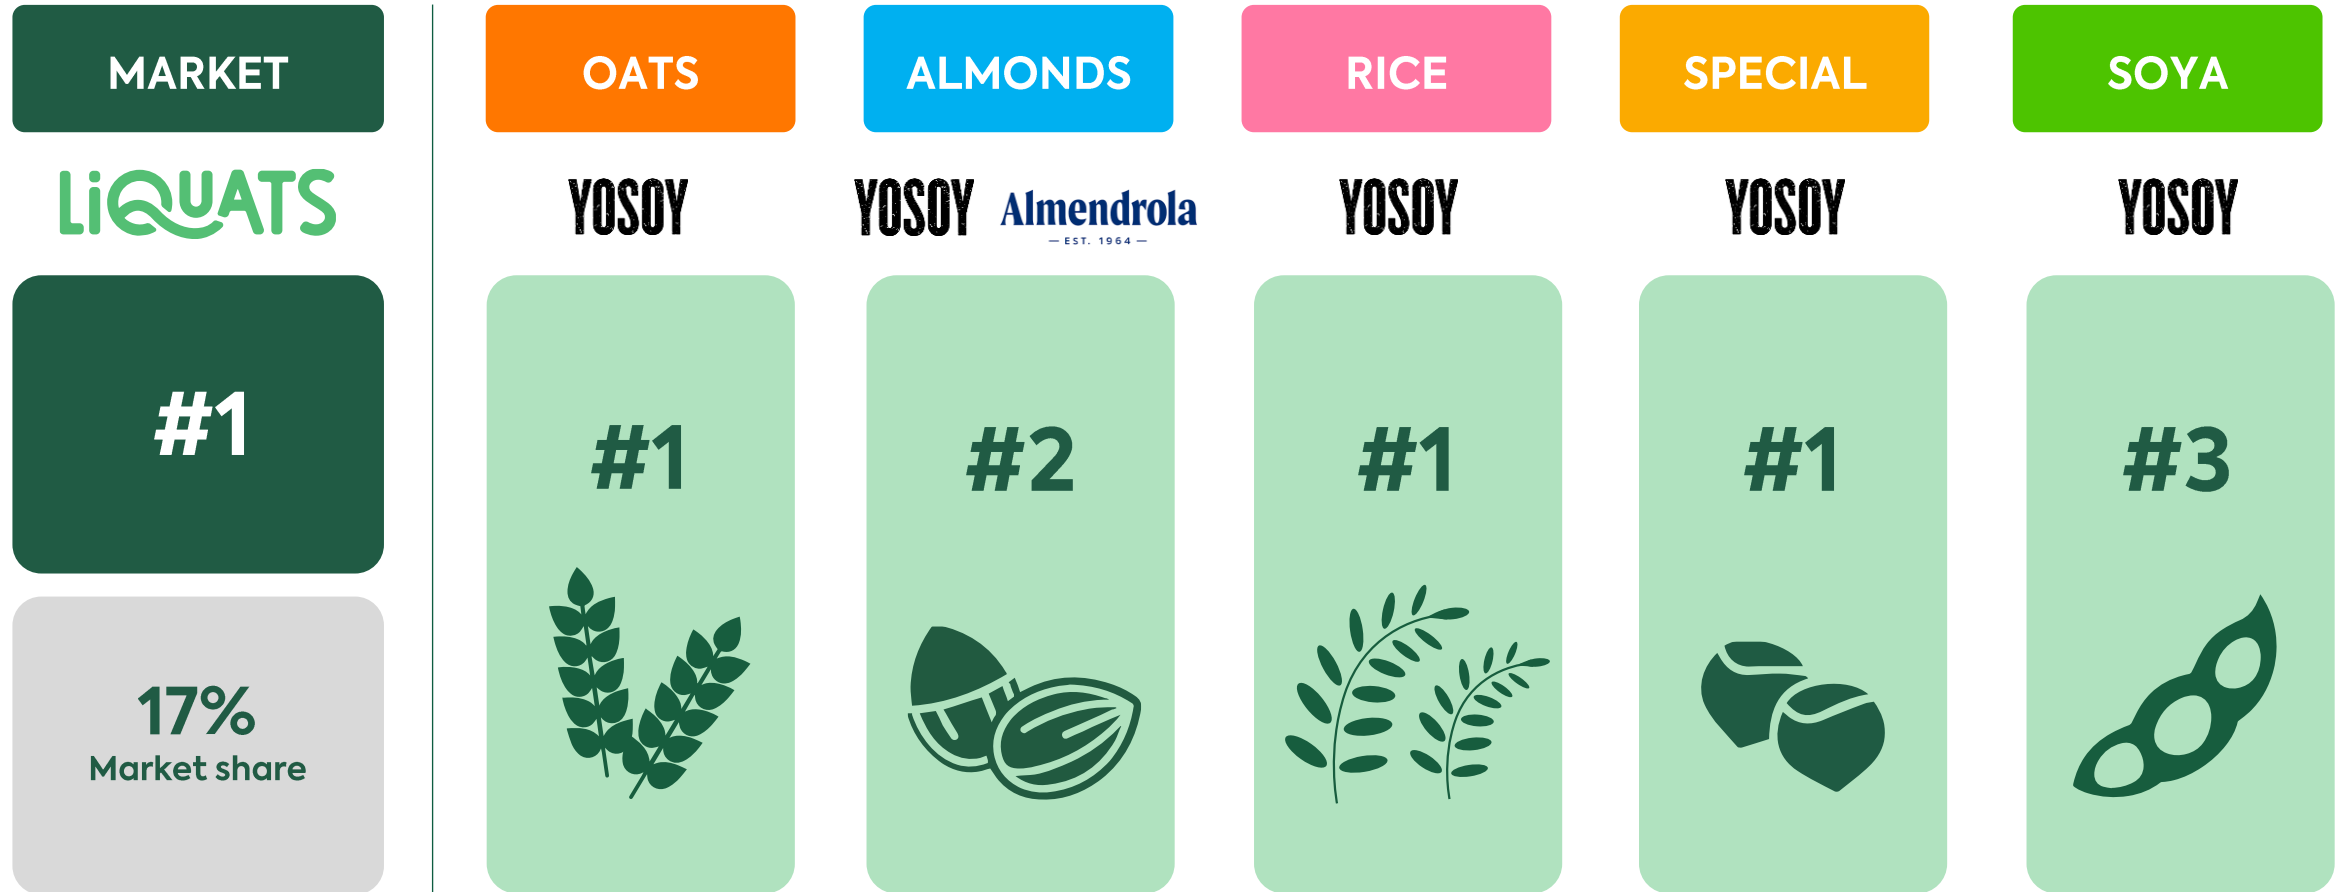 MARKET
LiQUATS
#1
17%
Market share
OATS
YOSOY
#1
ALMONDS
YOSOY
Almendrola
— EST. 1964 —
#2
RICE
YOSOY
#1
SPECIAL
YOSOY
#1
SOYA
YOSOY
#3